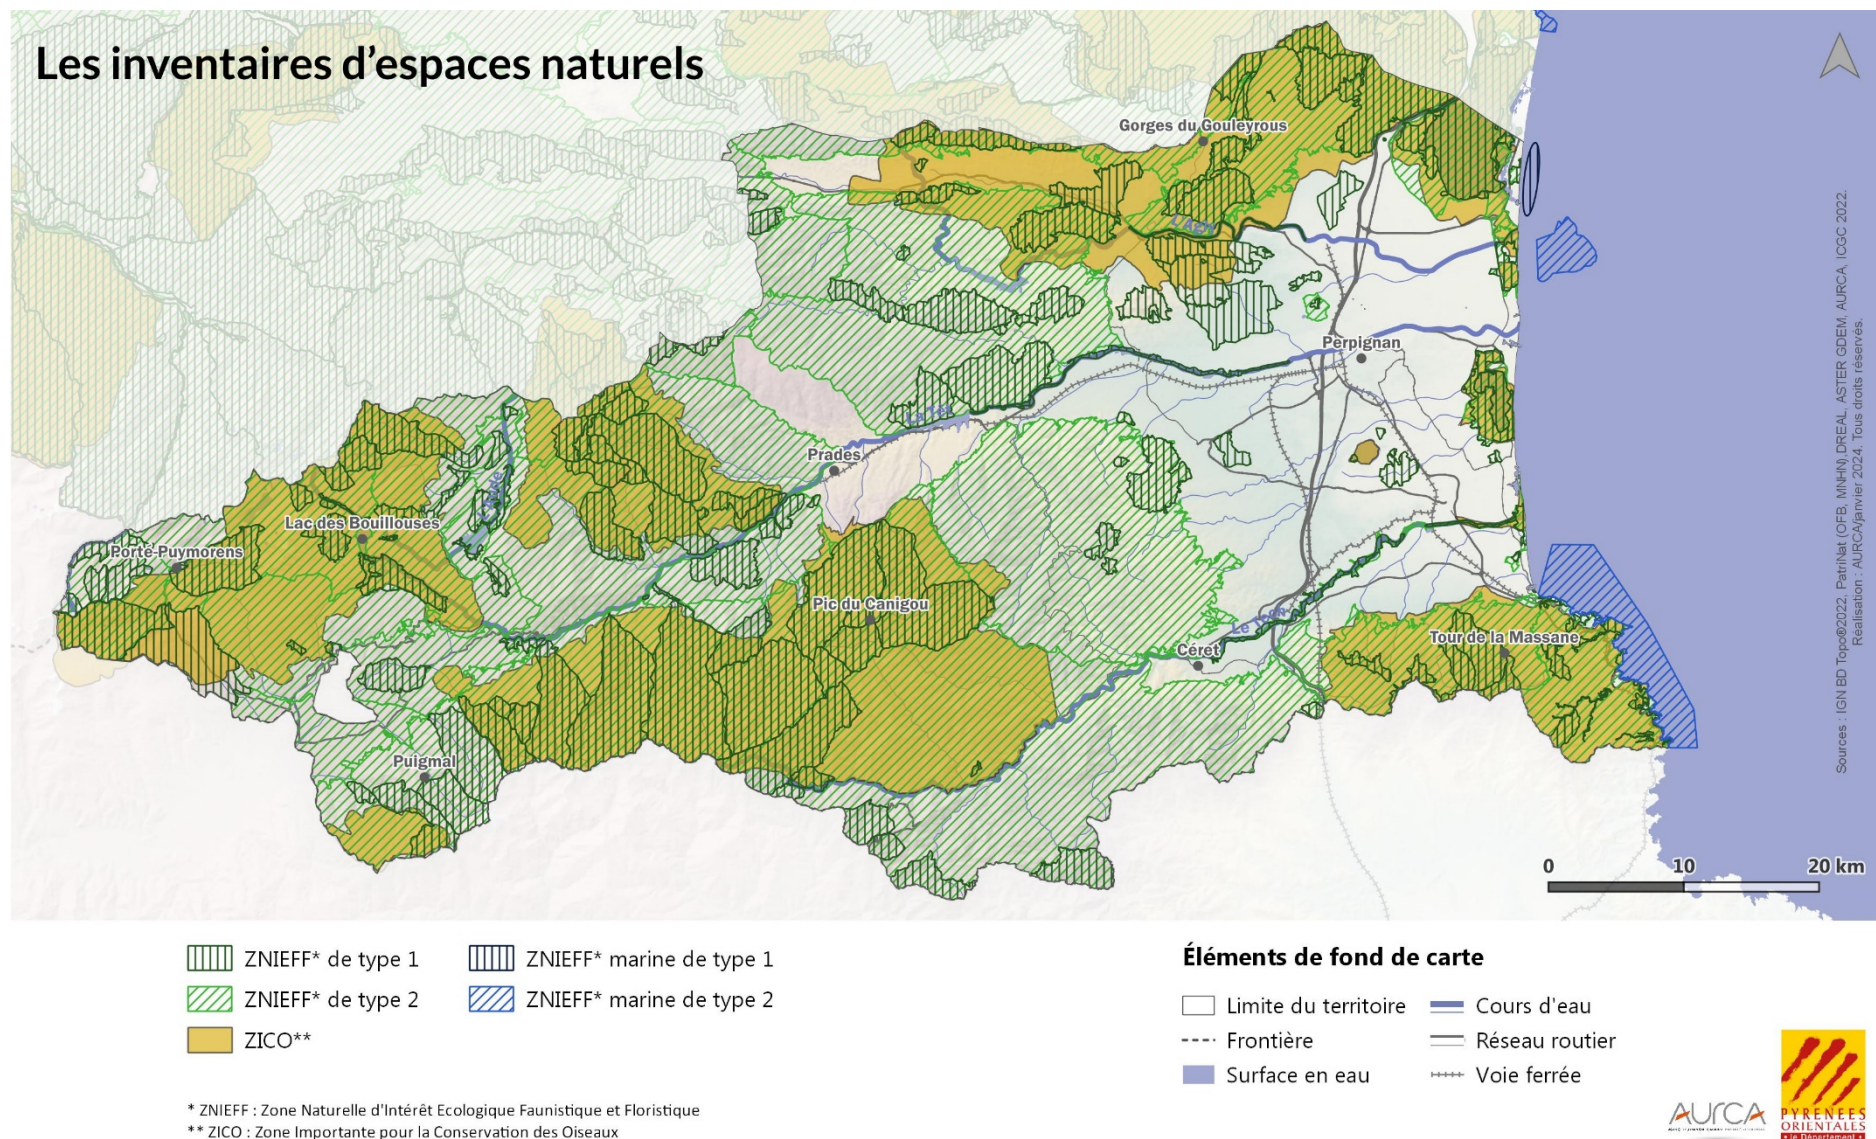 Les inventaires d'espaces naturels
Gorges du Gouleyrous
L'Agly
Perpignan
La Têt
Prades
L'Aude
Lac des Bouillouses
Porté-Puymorens
Pic du Canigou
Tour de la Massane
Le Tech
Céret
Puigmal
0 10 20 km
Sources : IGN BD Topo®2022, PatriNat (OFB, MNHN),DREAL, ASTER GDEM, AURCA, ICGC 2022.
Réalisation : AURCA/janvier 2024. Tous droits réservés.
ZNIEFF* de type 1
ZNIEFF* marine de type 1
ZNIEFF* de type 2
ZNIEFF* marine de type 2
ZICO**
* ZNIEFF : Zone Naturelle d'Intérêt Ecologique Faunistique et Floristique
** ZICO : Zone Importante pour la Conservation des Oiseaux
Éléments de fond de carte
Limite du territoire
Cours d'eau
Frontière
Réseau routier
Surface en eau
Voie ferrée
AURCA
PYRENEES
ORIENTALES
le Département